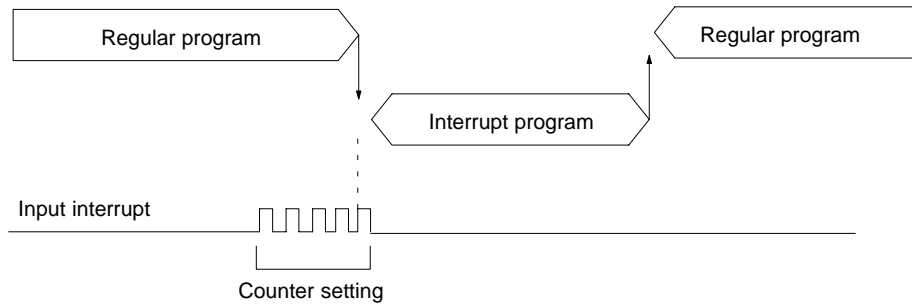 Regular program
Regular program
Interrupt program
Input interrupt
Counter setting